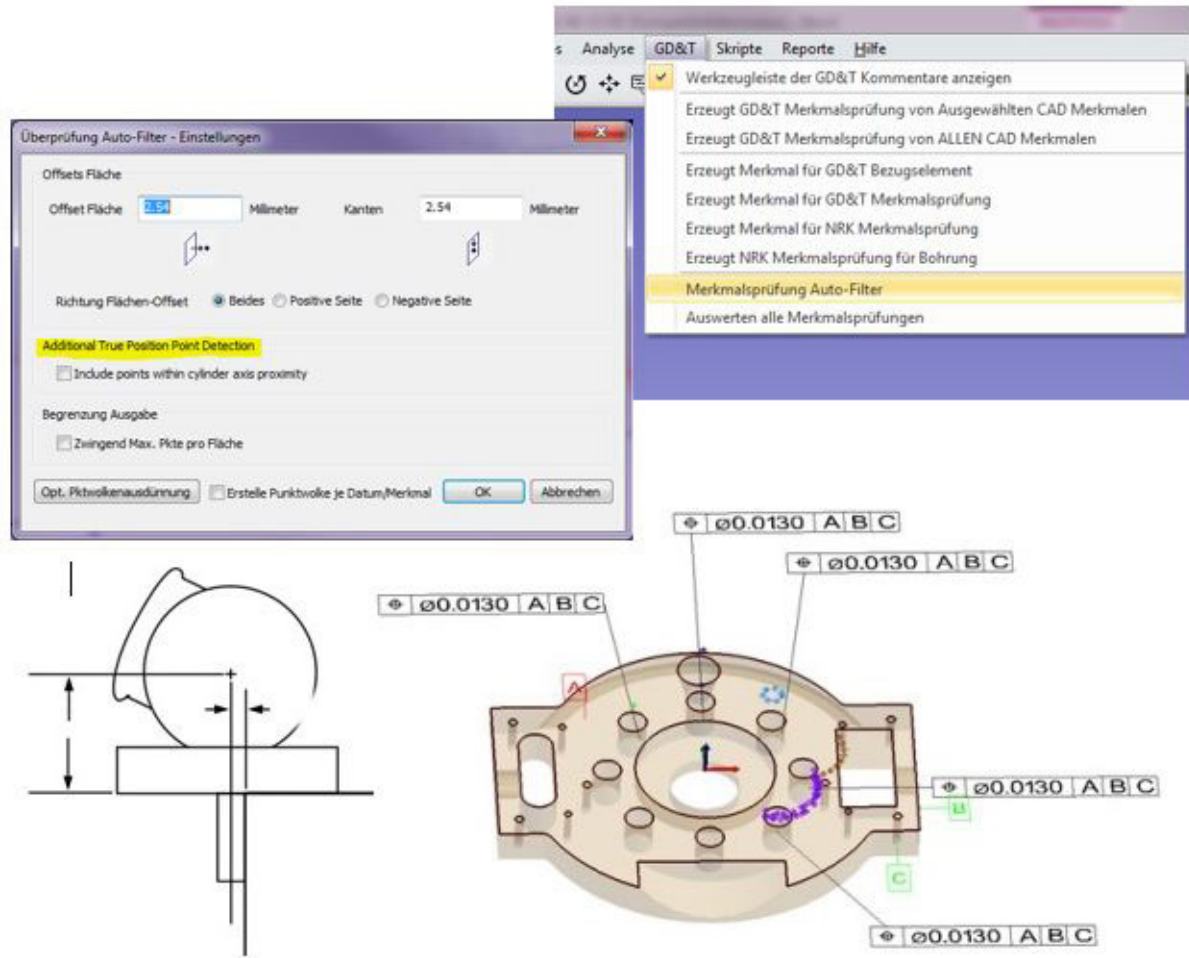 Analyse GD&T Skripte Reporte Hilfe
Werkzeugleiste der GD&T Kommentare anzeigen
Erzeugt GD&T Merkmalsprüfung von Ausgewählten CAD Merkmalen
Erzeugt GD&T Merkmalsprüfung von ALLEN CAD Merkmalen
Erzeugt Merkmal für GD&T Bezugselement
Erzeugt Merkmal für GD&T Merkmalsprüfung
Erzeugt Merkmal für NRK Merkmalsprüfung
Erzeugt NRK Merkmalsprüfung für Bohrung
Merkmalsprüfung Auto-Filter
Auswerten alle Merkmalsprüfungen
Überprüfung Auto-Filter - Einstellungen
Offsets Fläche
Offset Fläche 2.54 Millimeter Kanten 2.54 Millimeter
Richtung Flächen-Offset Beides Positive Seite Negative Seite
Additional True Position Point Detection
Include points within cylinder axis proximity
Begrenzung Ausgabe
Zwingend Max. Pkte pro Fläche
Opt. Pktwolkenausdünnung Erstelle Punktwolke je Datum/Merkmal OK Abbrechen
⌖ ⌀0.0130 A B C
⌖ ⌀0.0130 A B C
⌖ ⌀0.0130 A B C
A
⌖ ⌀0.0130 A B C
B
C
⌖ ⌀0.0130 A B C